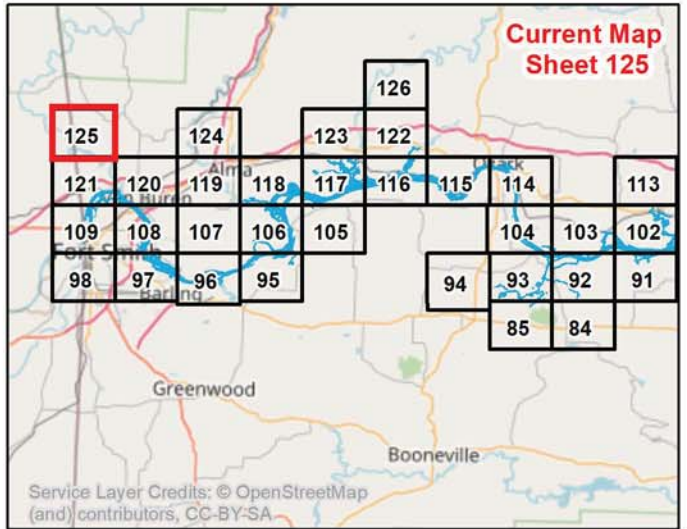 Current Map
Sheet 125
126
125 124 123 122
Alma
Ozark
121 120 119 118 117 116 115 114 113
Van Buren
109 108 107 106 105 104 103 102
Fort Smith
98 97 96 95 94 93 92 91
Barling
85 84
Greenwood
Booneville
Service Layer Credits: © OpenStreetMap
(and) contributors, CC-BY-SA